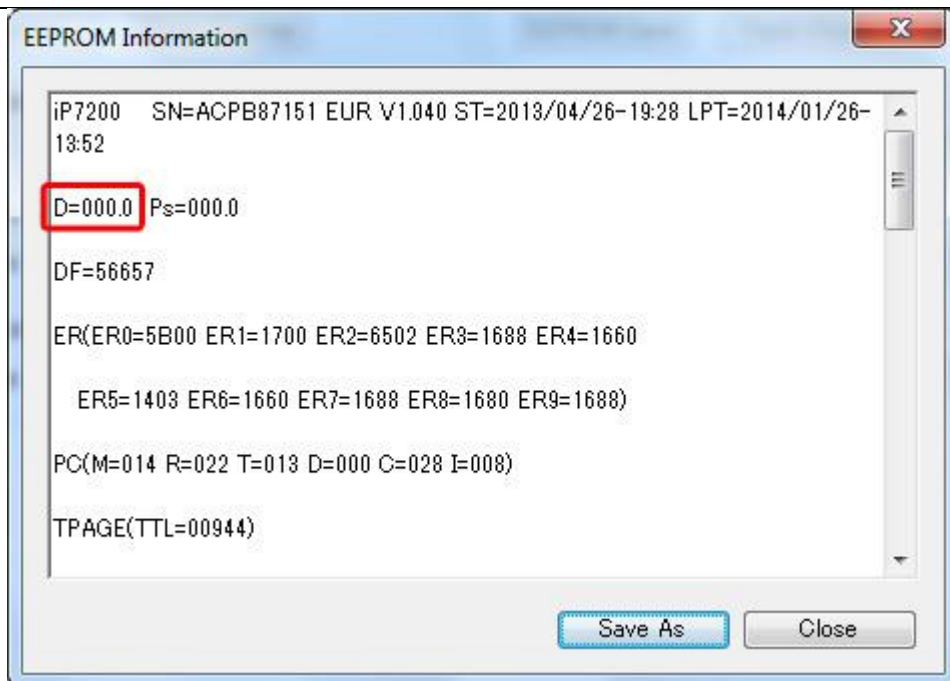 EEPROM Information
iP7200 SN=ACPB87151 EUR V1.040 ST=2013/04/26-19:28 LPT=2014/01/26-
13:52
D=000.0 Ps=000.0
DF=56657
ER(ER0=5B00 ER1=1700 ER2=6502 ER3=1688 ER4=1660
ER5=1403 ER6=1660 ER7=1688 ER8=1680 ER9=1688)
PC(M=014 R=022 T=013 D=000 C=028 I=008)
TPAGE(TTL=00944)
Save As
Close